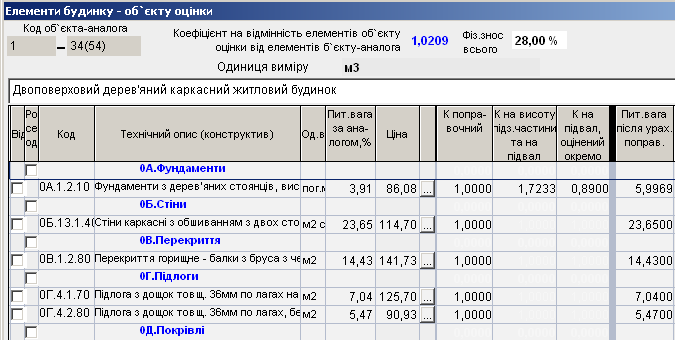 Елементи будинку - об`єкту оцінки
Код об`єкта-аналога
1 – 34(54)
Коефіцієнт на відмінність елементів об`єкту оцінки від елементів б`єкту-аналога 1,0209
Фіз.знос всього 28,00 %
Одиниця виміру м3
Двоповерховий дерев'яний каркасний житловий будинок
Від Ро се од Код Технічний опис (конструктив) Од.в Пит.вага за ана-логом,% Ціна К попра-вочний К на висоту підз.частини та на підвал К на підвал, оцінений окремо Пит.вага після урах. поправ.
0А.Фундаменти
0А.1.2.10 Фундаменти з дерев'яних стоянців, вис пог.м 3,91 86,08 ... 1,0000 1,7233 0,8900 5,9969
0Б.Стіни
0Б.13.1.40 Стіни каркасні з обшиванням з двох сто м2 с 23,65 114,70 ... 1,0000 23,6500
0В.Перекриття
0В.1.2.80 Перекриття горищне - балки з бруса з че м2 14,43 141,73 ... 1,0000 14,4300
0Г.Підлоги
0Г.4.1.70 Підлога з дощок товщ. 36мм по лагах на м2 7,04 125,70 ... 1,0000 7,0400
0Г.4.2.80 Підлога з дощок товщ. 36мм по лагах, бе м2 5,47 90,93 ... 1,0000 5,4700
0Д.Покрівлі